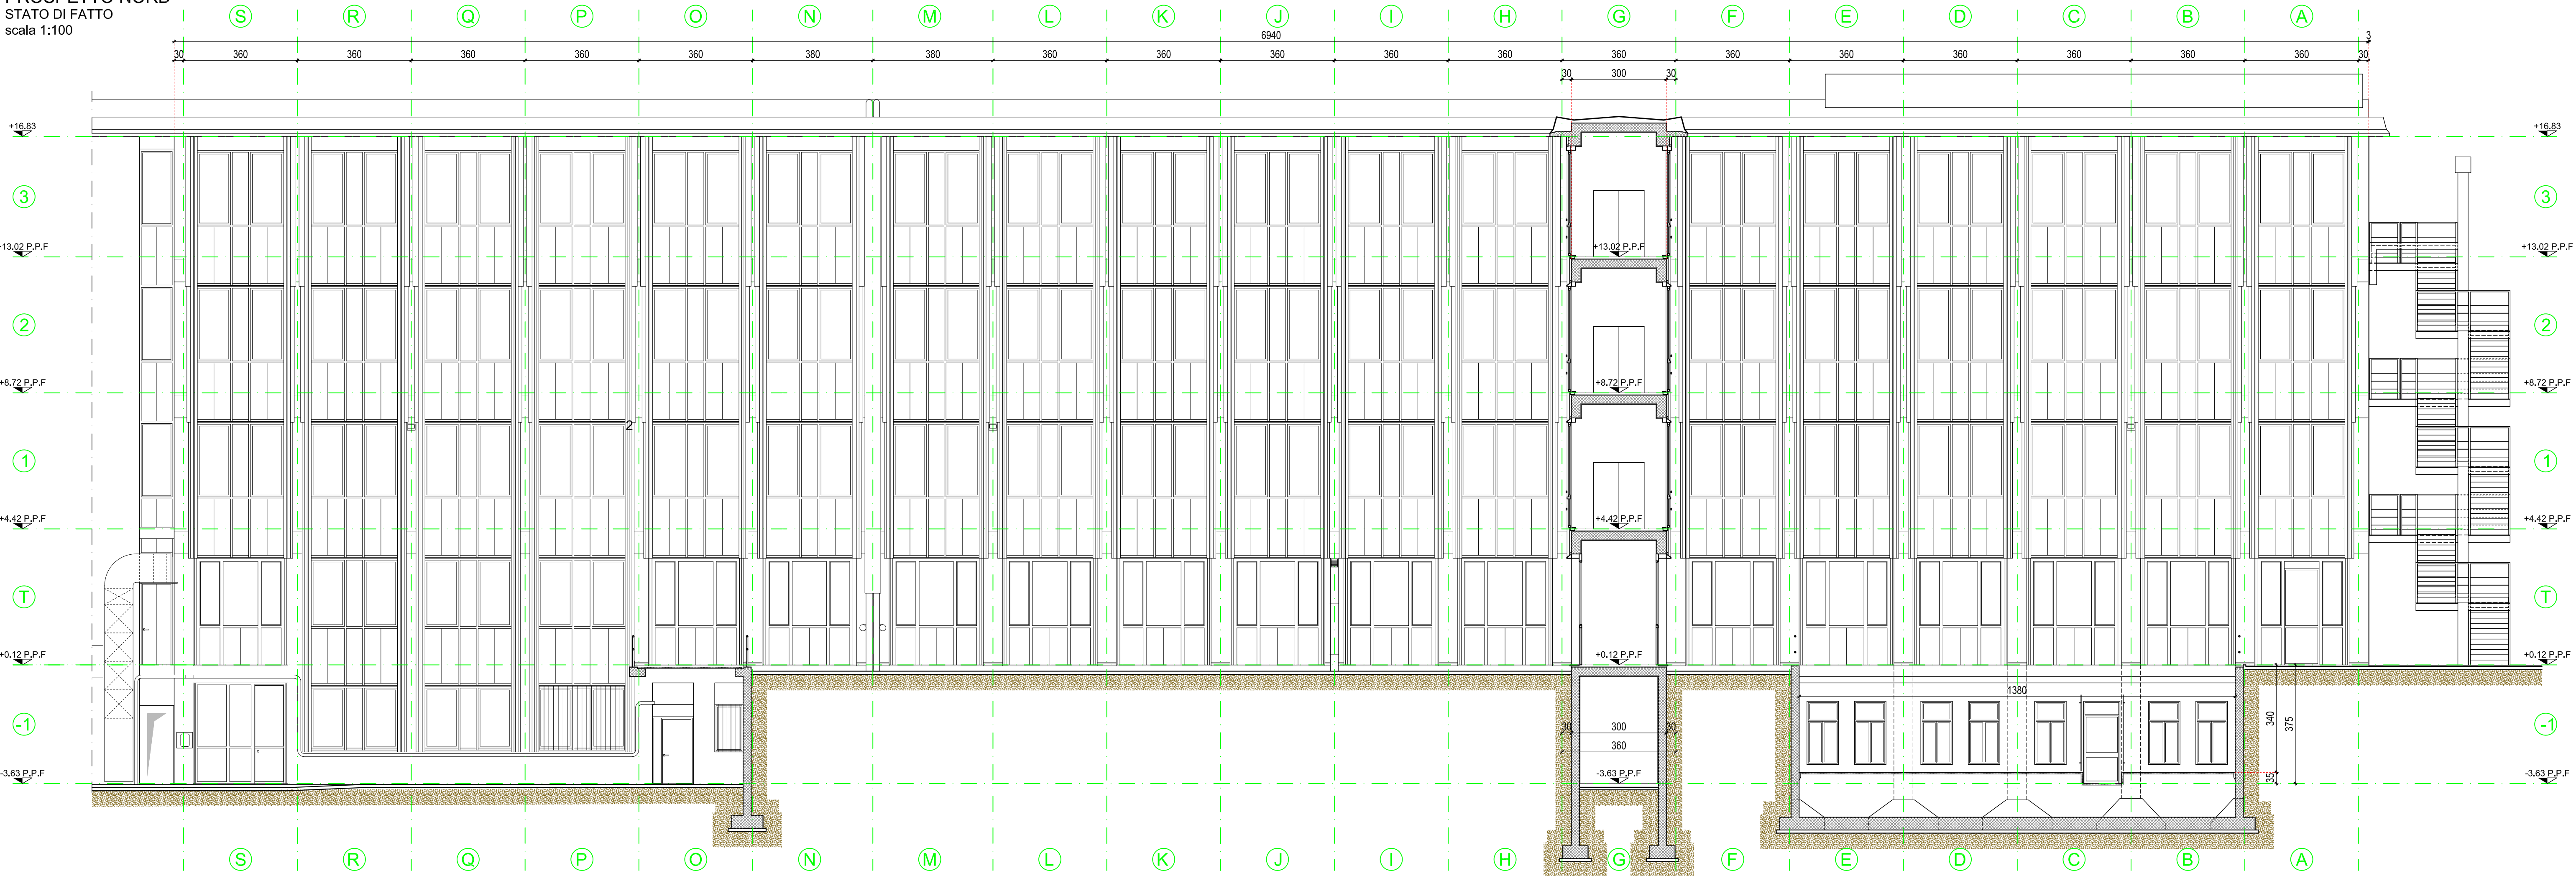 PROSPETTO NORD
STATO DI FATTO
scala 1:100
S R Q P O N M L K J I H G F E D C B A
6940
3
30 360 360 360 360 360 380 380 360 360 360 360 360 360 360 360 360 360 360 360 30
30 300 30
+16.83 +16.83
3 3
+13.02 P.P.F +13.02 P.P.F +13.02 P.P.F
2 2
+8.72 P.P.F +8.72 P.P.F +8.72 P.P.F
2
1 1
+4.42 P.P.F +4.42 P.P.F +4.42 P.P.F
T T
+0.12 P.P.F +0.12 P.P.F +0.12 P.P.F
1380
-1 30 300 30 340 375 -1
360
-3.63 P.P.F -3.63 P.P.F 35 -3.63 P.P.F
S R Q P O N M L K J I H G F E D C B A